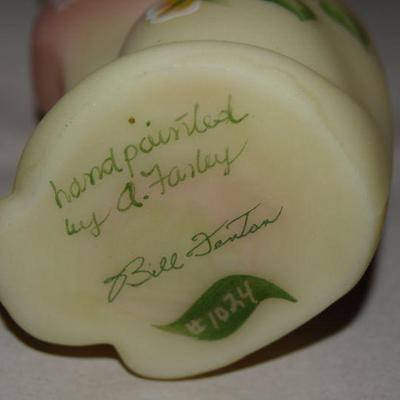 handpainted
by A. Farley
Bill Fenton
#1024